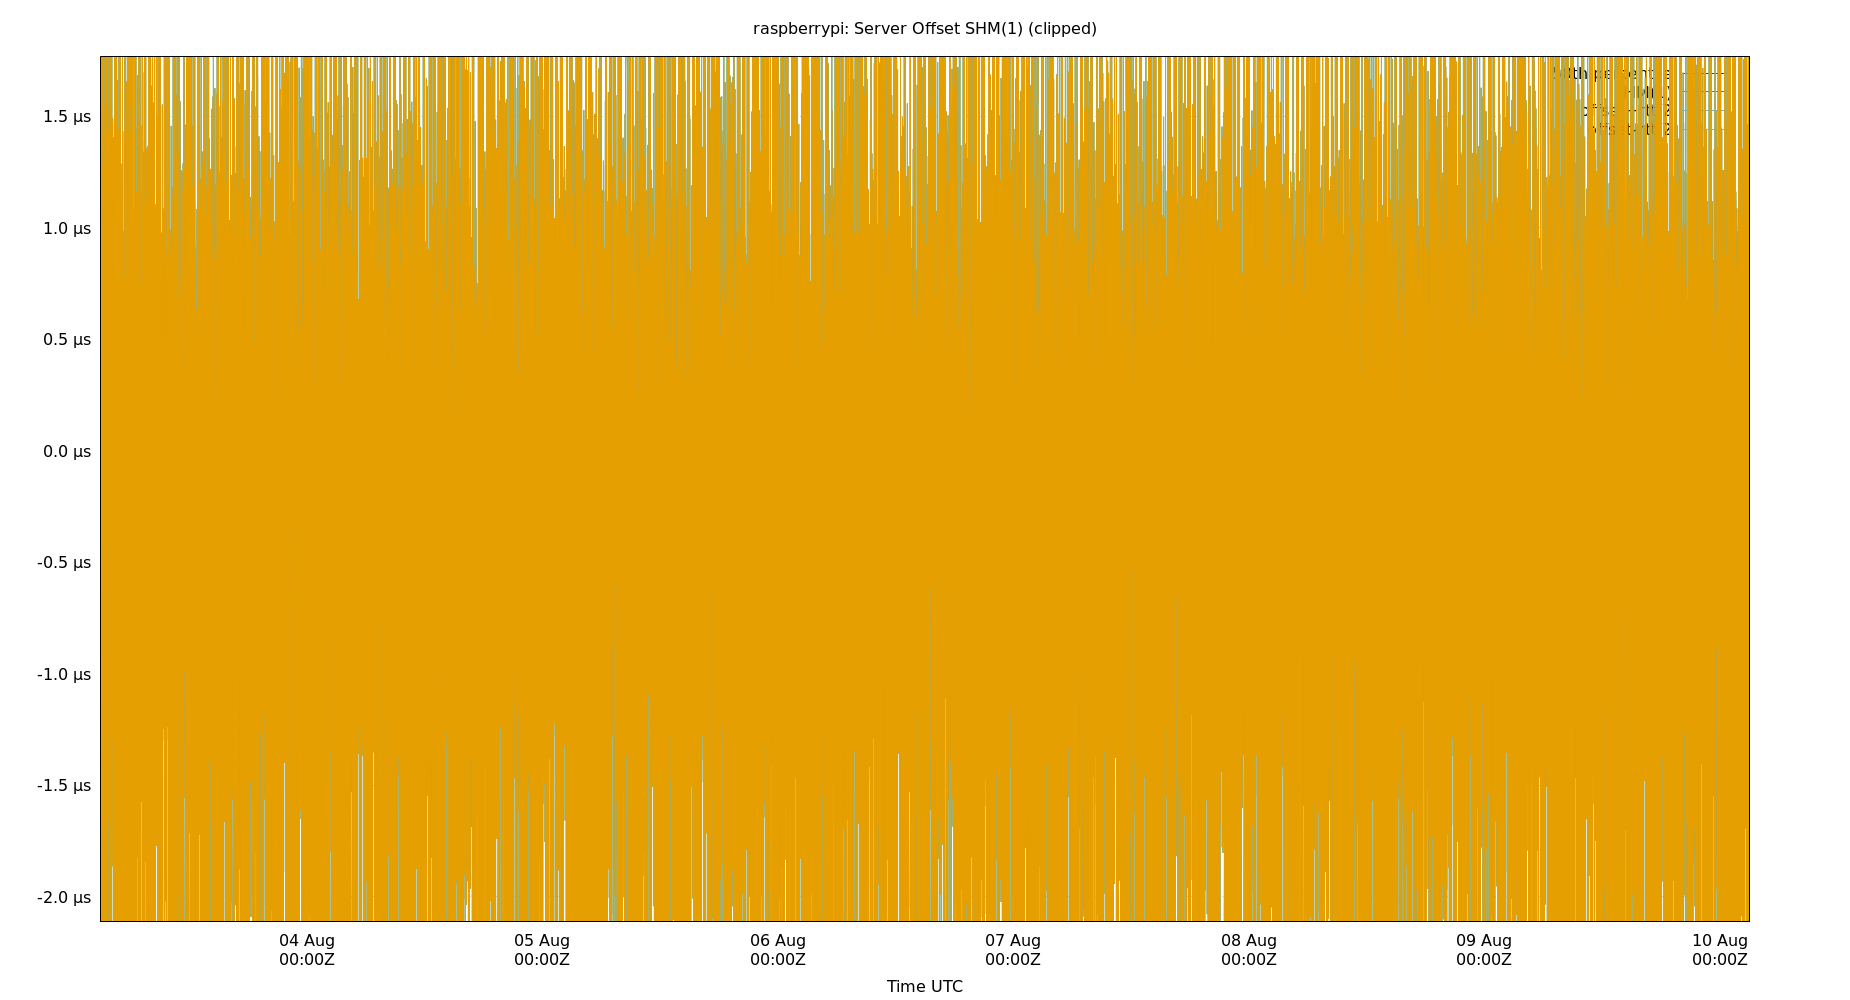 raspberrypi: Server Offset SHM(1) (clipped)
1.5 µs
1.0 µs
0.5 µs
0.0 µs
-0.5 µs
-1.0 µs
-1.5 µs
-2.0 µs
04 Aug 05 Aug 06 Aug 07 Aug 08 Aug 09 Aug 10 Aug
00:00Z 00:00Z 00:00Z 00:00Z 00:00Z 00:00Z 00:00Z
Time UTC